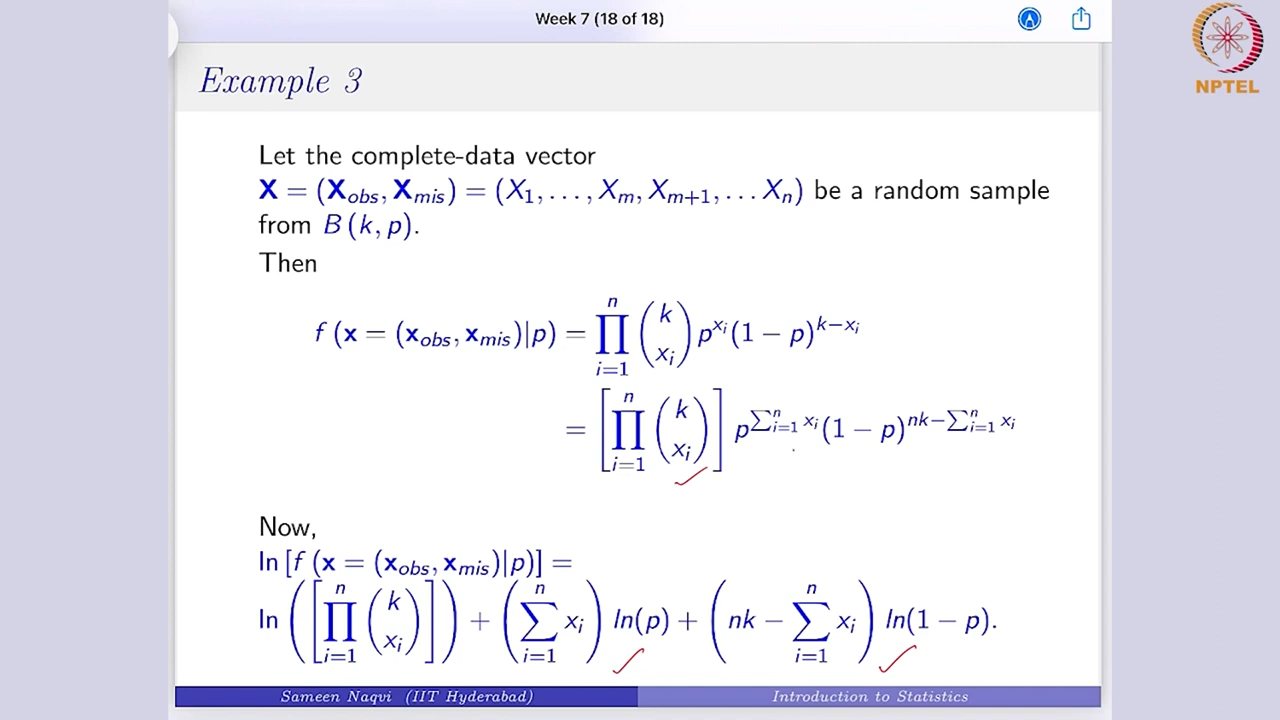 Week 7 (18 of 18)
NPTEL
Example 3
Let the complete-data vector
X = (X_obs, X_mis) = (X_1, ..., X_m, X_{m+1}, ... X_n) be a random sample
from B(k, p).
Then
f (x = (x_obs, x_mis)|p) = ∏_{i=1}^{n} \binom{k}{x_i} p^{x_i}(1 − p)^{k−x_i}
= [∏_{i=1}^{n} \binom{k}{x_i}] p^{∑_{i=1}^{n} x_i}(1 − p)^{nk−∑_{i=1}^{n} x_i}
Now,
ln [f (x = (x_obs, x_mis)|p)] =
ln ([∏_{i=1}^{n} \binom{k}{x_i}]) + (∑_{i=1}^{n} x_i) ln(p) + (nk − ∑_{i=1}^{n} x_i) ln(1 − p).
Sameen Naqvi (IIT Hyderabad) Introduction to Statistics